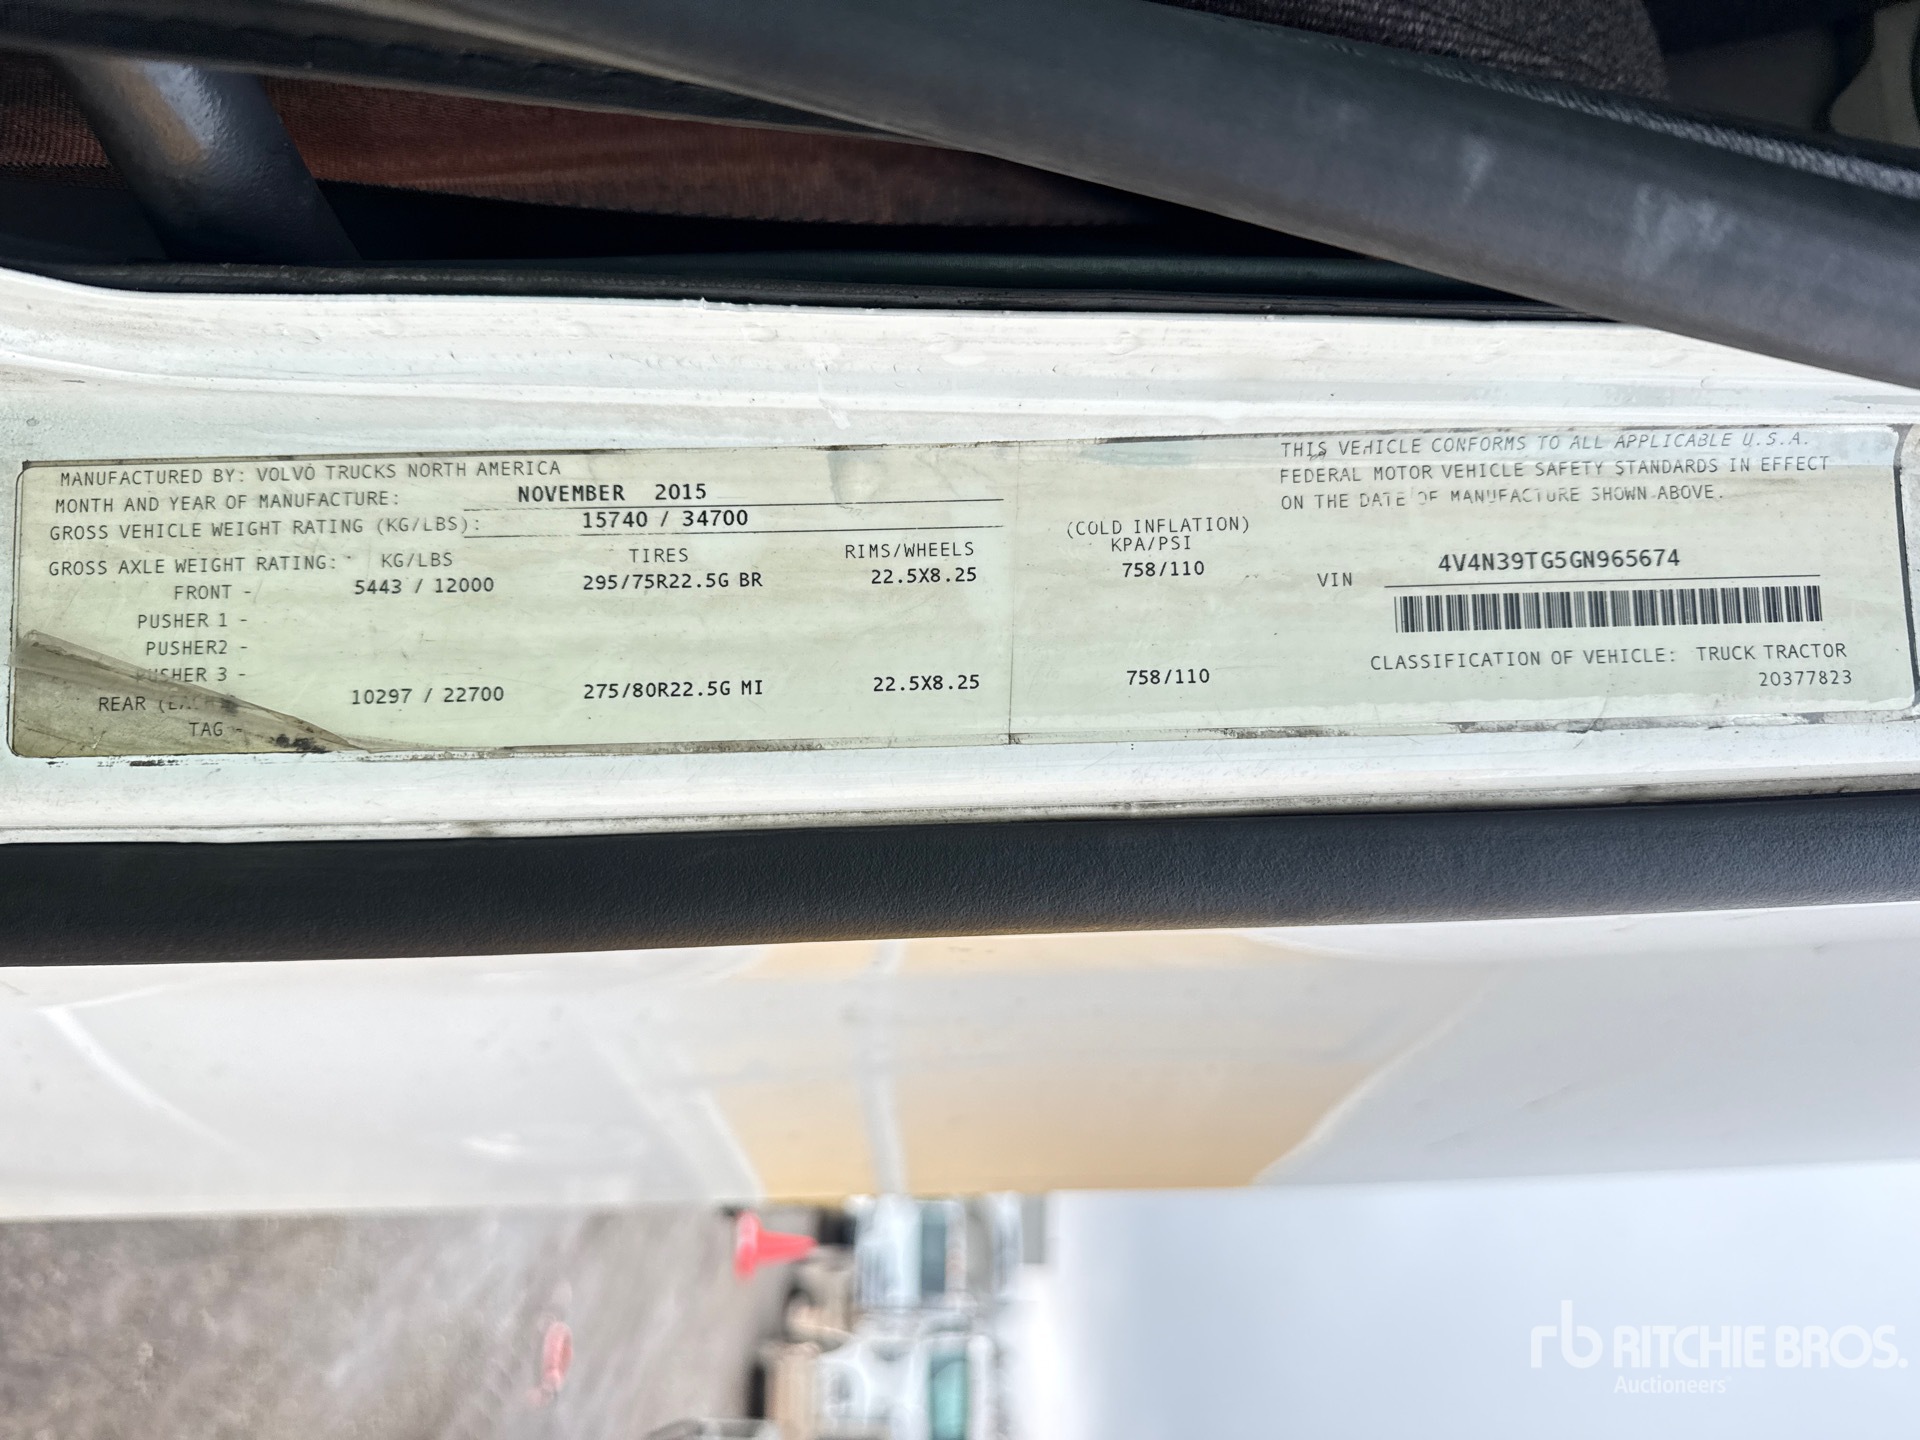 MANUFACTURED BY: VOLVO TRUCKS NORTH AMERICA
MONTH AND YEAR OF MANUFACTURE: NOVEMBER 2015
GROSS VEHICLE WEIGHT RATING (KG/LBS): 15740 / 34700
GROSS AXLE WEIGHT RATING: KG/LBS TIRES RIMS/WHEELS (COLD INFLATION) KPA/PSI
FRONT - 5443 / 12000 295/75R22.5G BR 22.5X8.25 758/110
PUSHER 1 -
PUSHER2 -
PUSHER 3 -
REAR 10297 / 22700 275/80R22.5G MI 22.5X8.25 758/110
TAG -
THIS VEHICLE CONFORMS TO ALL APPLICABLE U.S.A.
FEDERAL MOTOR VEHICLE SAFETY STANDARDS IN EFFECT
ON THE DATE OF MANUFACTURE SHOWN ABOVE.
VIN 4V4N39TG5GN965674
CLASSIFICATION OF VEHICLE: TRUCK TRACTOR
20377823
rb RITCHIE BROS.
Auctioneers